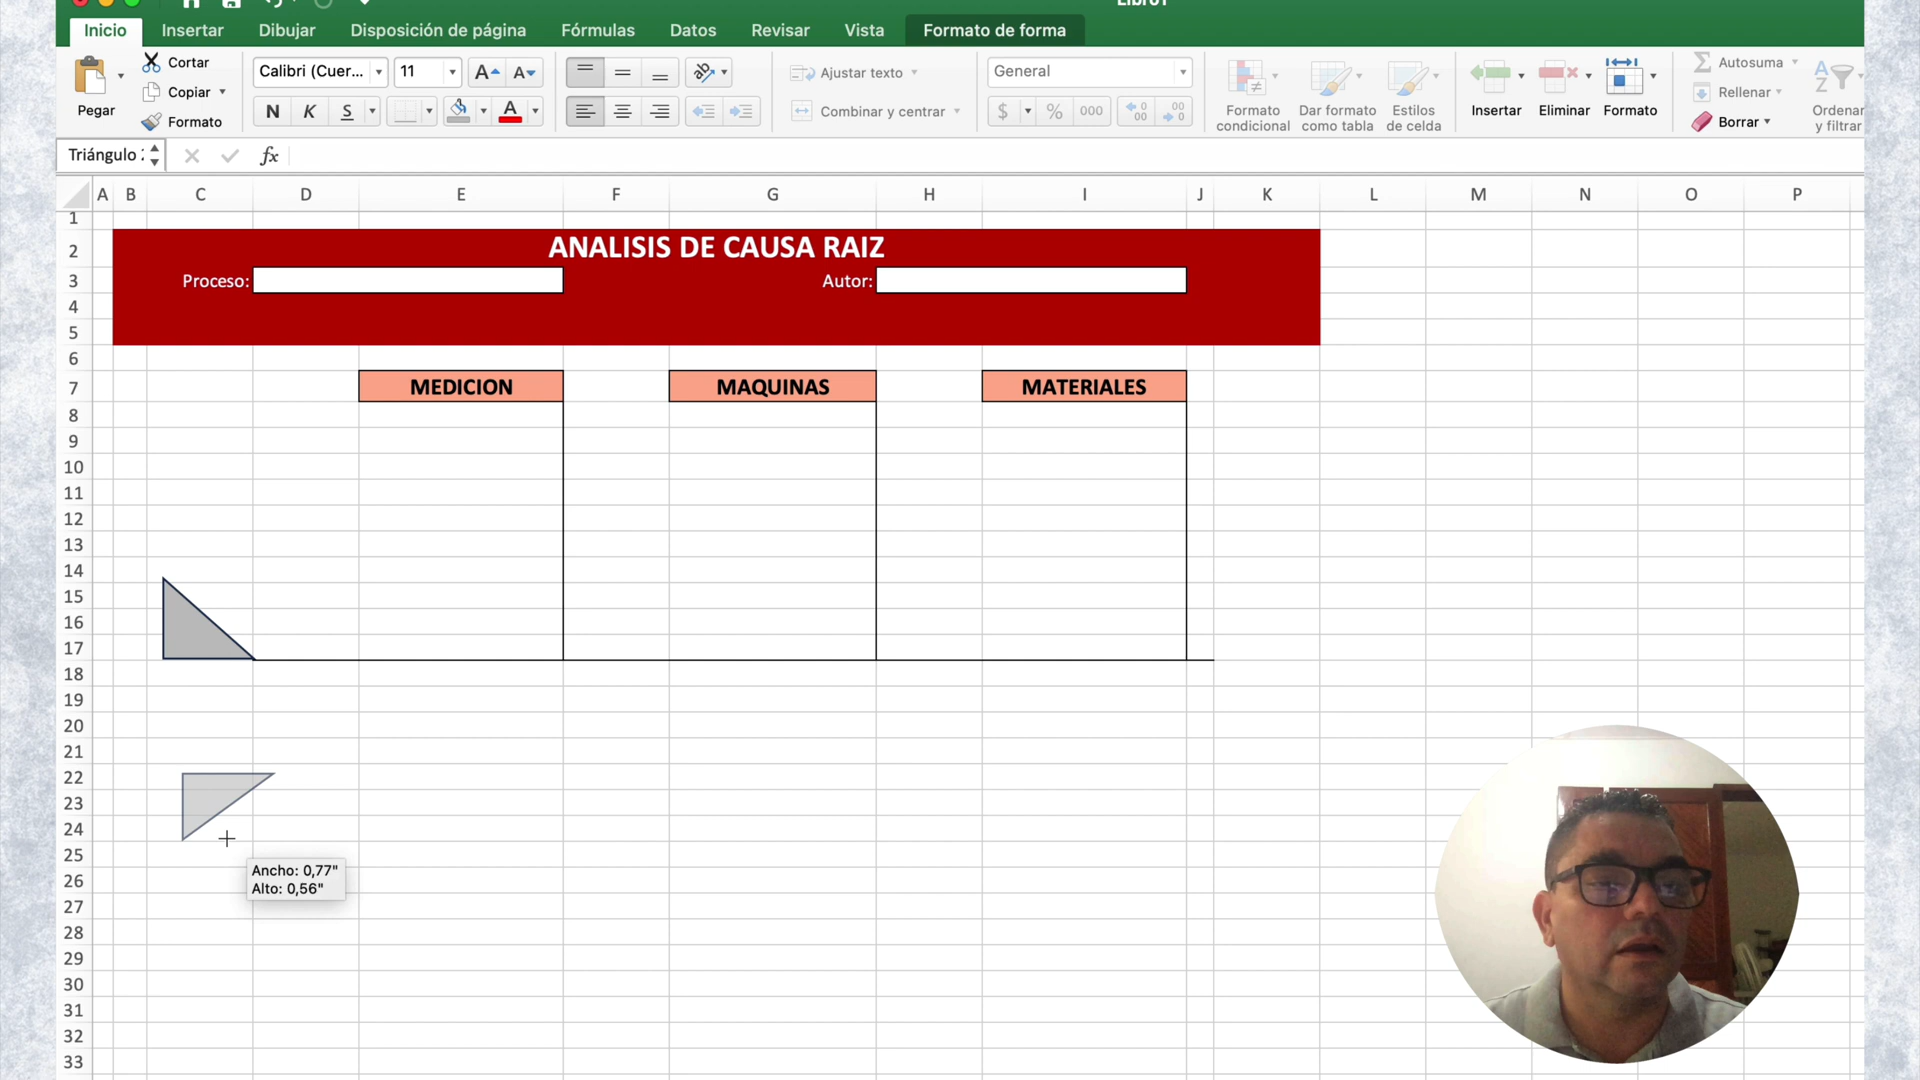 Libro1
Inicio Insertar Dibujar Disposición de página Fórmulas Datos Revisar Vista Formato de forma
Pegar
Cortar
Copiar
Formato
Calibri (Cuer... 11
N K S
Ajustar texto
Combinar y centrar
General
$ % 000
Formato condicional
Dar formato como tabla
Estilos de celda
Insertar
Eliminar
Formato
Autosuma
Rellenar
Borrar
Ordenar y filtrar
Triángulo
fx
A B C D E F G H I J K L M N O P
1
2 ANALISIS DE CAUSA RAIZ
3 Proceso: Autor:
4
5
6
7 MEDICION MAQUINAS MATERIALES
8
9
10
11
12
13
14
15
16
17
18
19
20
21
22
23
24
25
26
27
28
29
30
31
32
33
Ancho: 0,77"
Alto: 0,56"